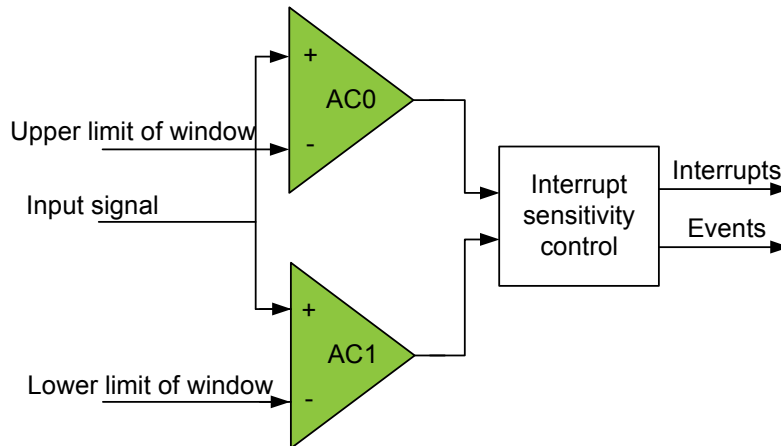 +
AC0
-
Upper limit of window
Input signal
+
AC1
-
Lower limit of window
Interrupt
sensitivity
control
Interrupts
Events